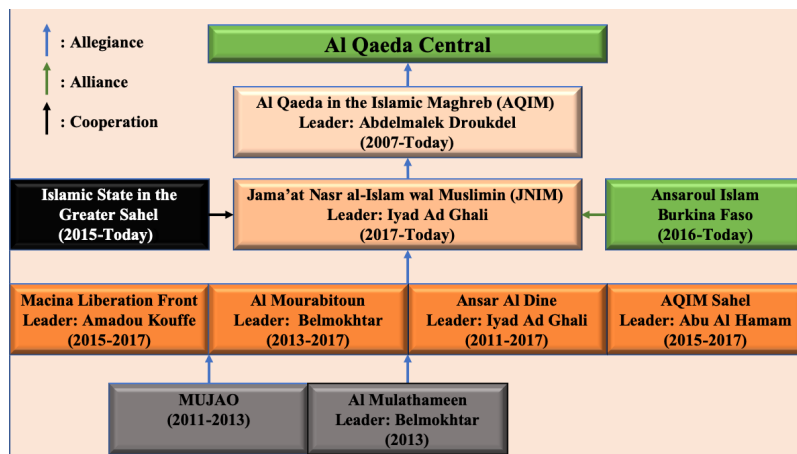 : Allegiance
: Alliance
: Cooperation
Al Qaeda Central
Al Qaeda in the Islamic Maghreb (AQIM)
Leader: Abdelmalek Droukdel
(2007-Today)
Islamic State in the
Greater Sahel
(2015-Today)
Jama’at Nasr al-Islam wal Muslimin (JNIM)
Leader: Iyad Ad Ghali
(2017-Today)
Ansaroul Islam
Burkina Faso
(2016-Today)
Macina Liberation Front
Leader: Amadou Kouffe
(2015-2017)
Al Mourabitoun
Leader: Belmokhtar
(2013-2017)
Ansar Al Dine
Leader: Iyad Ad Ghali
(2011-2017)
AQIM Sahel
Leader: Abu Al Hamam
(2015-2017)
MUJAO
(2011-2013)
Al Mulathameen
Leader: Belmokhtar
(2013)